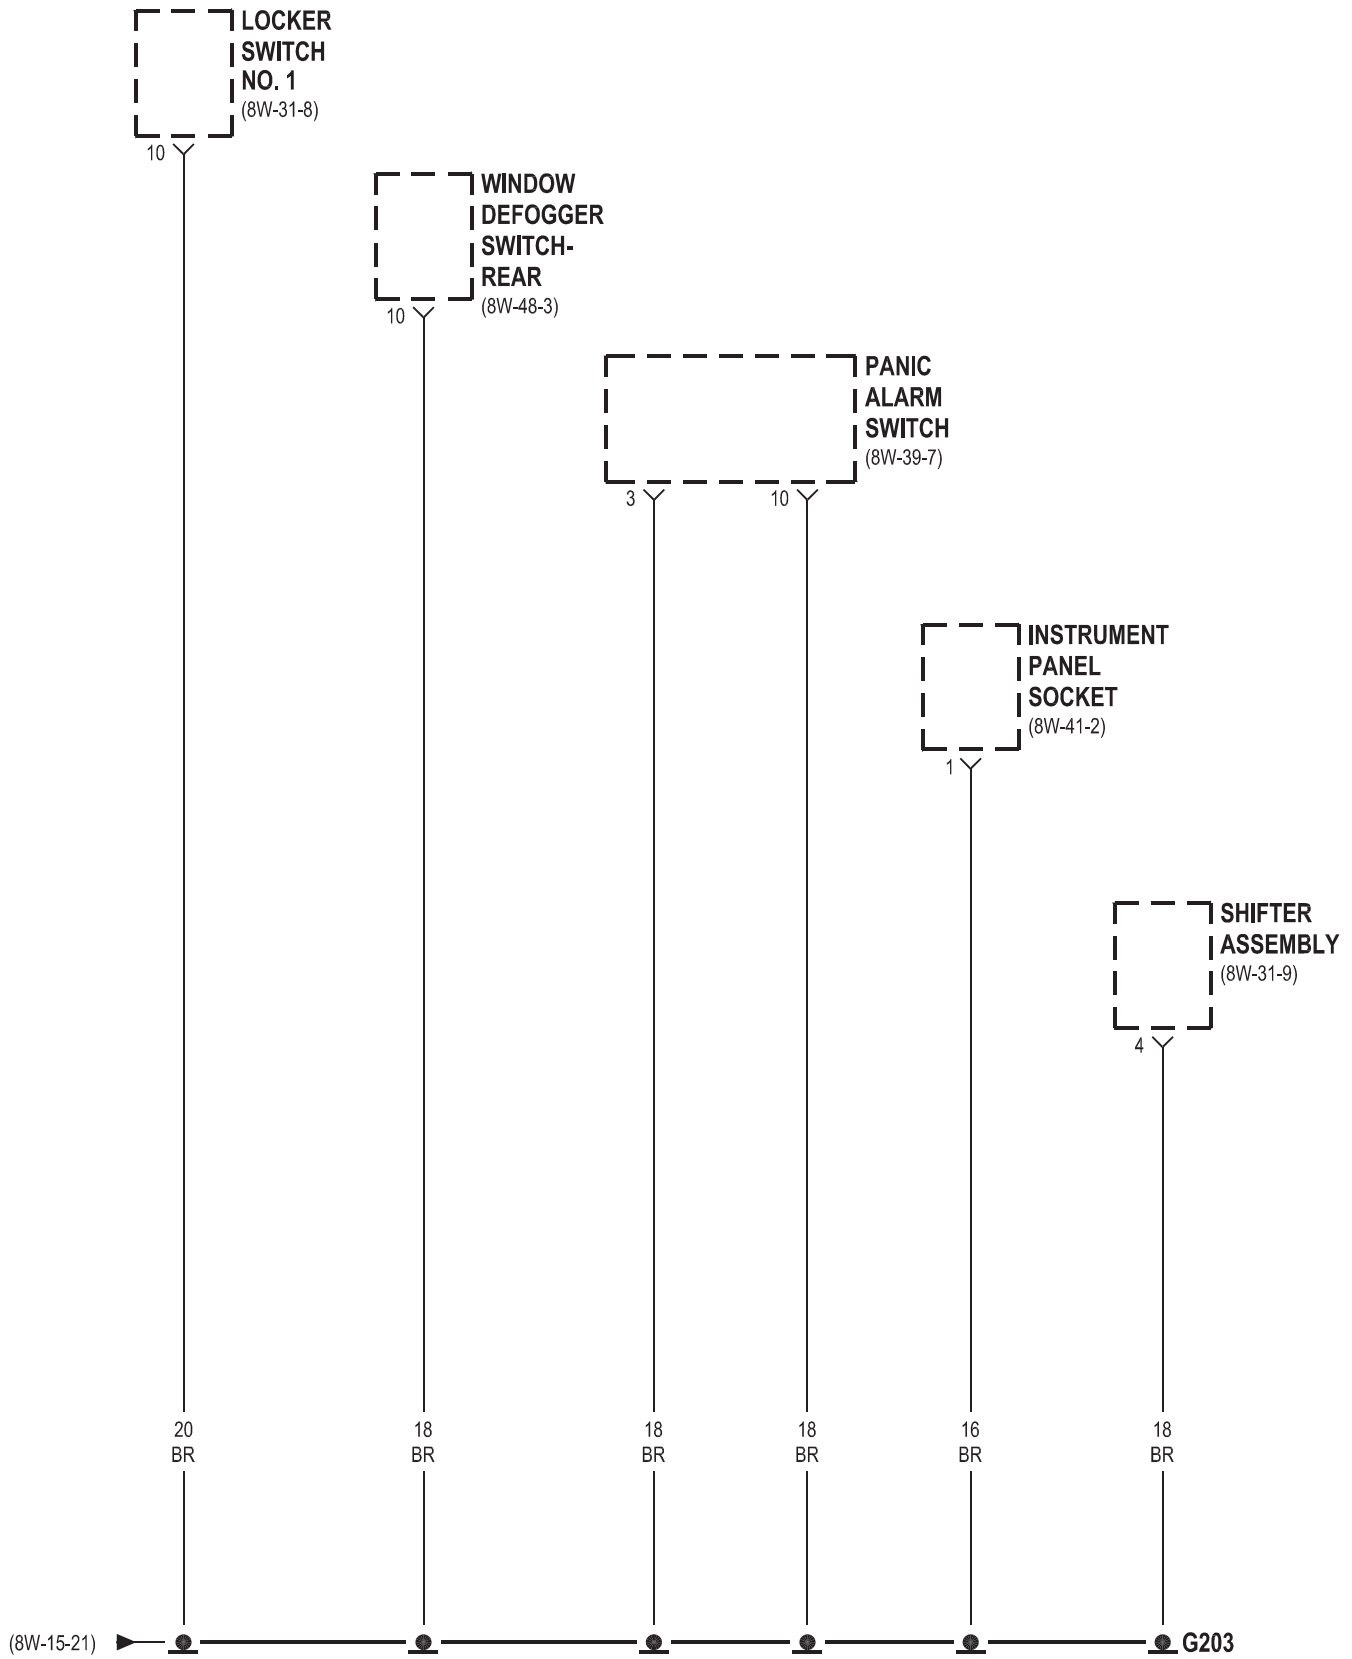 LOCKER
SWITCH
NO. 1
(8W-31-8)
10
WINDOW
DEFOGGER
SWITCH-
REAR
(8W-48-3)
10
PANIC
ALARM
SWITCH
(8W-39-7)
3
10
INSTRUMENT
PANEL
SOCKET
(8W-41-2)
1
SHIFTER
ASSEMBLY
(8W-31-9)
4
20 18 18 18 16 18
BR BR BR BR BR BR
(8W-15-21) G203